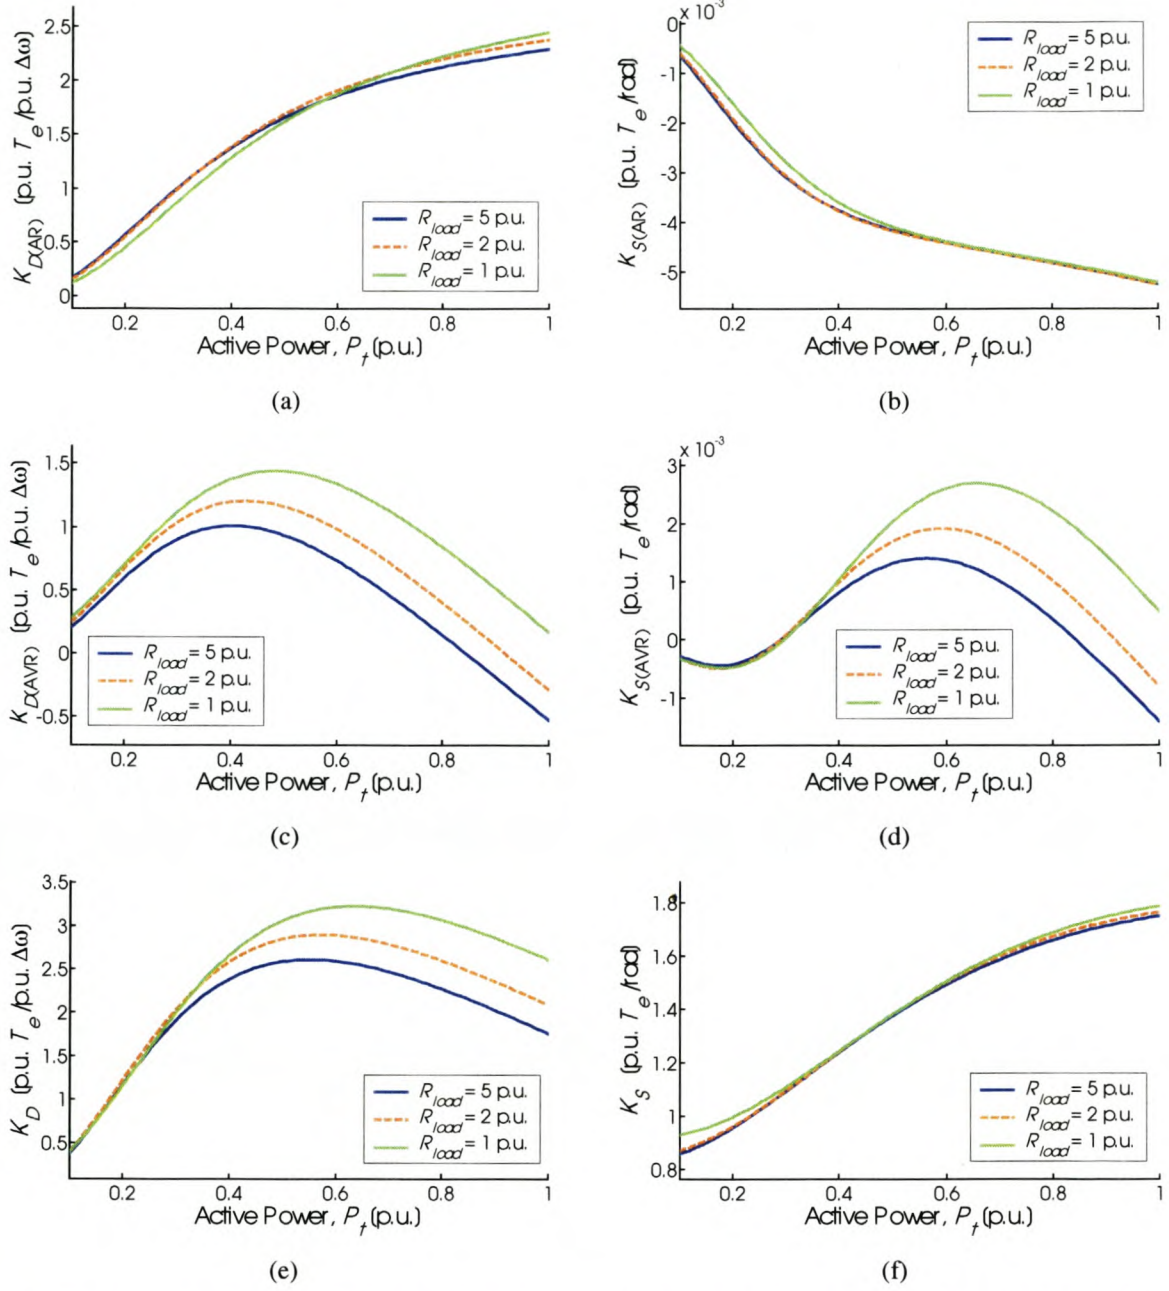 K_D(AR) (p.u. T_e/p.u. Δω)
2.5
2
1.5
1
0.5
0
R_load = 5 p.u.
R_load = 2 p.u.
R_load = 1 p.u.
0.2 0.4 0.6 0.8 1
Active Power, P_t (p.u.)
(a)
x 10^-3
K_S(AR) (p.u. T_e/rad)
0
-1
-2
-3
-4
-5
R_load = 5 p.u.
R_load = 2 p.u.
R_load = 1 p.u.
0.2 0.4 0.6 0.8 1
Active Power, P_t (p.u.)
(b)
K_D(AVR) (p.u. T_e/p.u. Δω)
1.5
1
0.5
0
-0.5
R_load = 5 p.u.
R_load = 2 p.u.
R_load = 1 p.u.
0.2 0.4 0.6 0.8 1
Active Power, P_t (p.u.)
(c)
x 10^-3
K_S(AVR) (p.u. T_e/rad)
3
2
1
0
-1
R_load = 5 p.u.
R_load = 2 p.u.
R_load = 1 p.u.
0.2 0.4 0.6 0.8 1
Active Power, P_t (p.u.)
(d)
K_D (p.u. T_e/p.u. Δω)
3.5
3
2.5
2
1.5
1
0.5
R_load = 5 p.u.
R_load = 2 p.u.
R_load = 1 p.u.
0.2 0.4 0.6 0.8 1
Active Power, P_t (p.u.)
(e)
K_S (p.u. T_e/rad)
1.8
1.6
1.4
1.2
1
0.8
R_load = 5 p.u.
R_load = 2 p.u.
R_load = 1 p.u.
0.2 0.4 0.6 0.8 1
Active Power, P_t (p.u.)
(f)